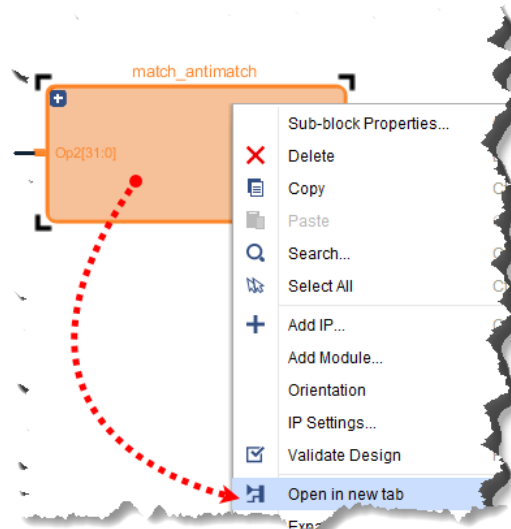 match_antimatch
Op2[31:0]
Sub-block Properties...
Delete
Copy
Paste
Search...
Select All
Add IP...
Add Module...
Orientation
IP Settings...
Validate Design
Open in new tab